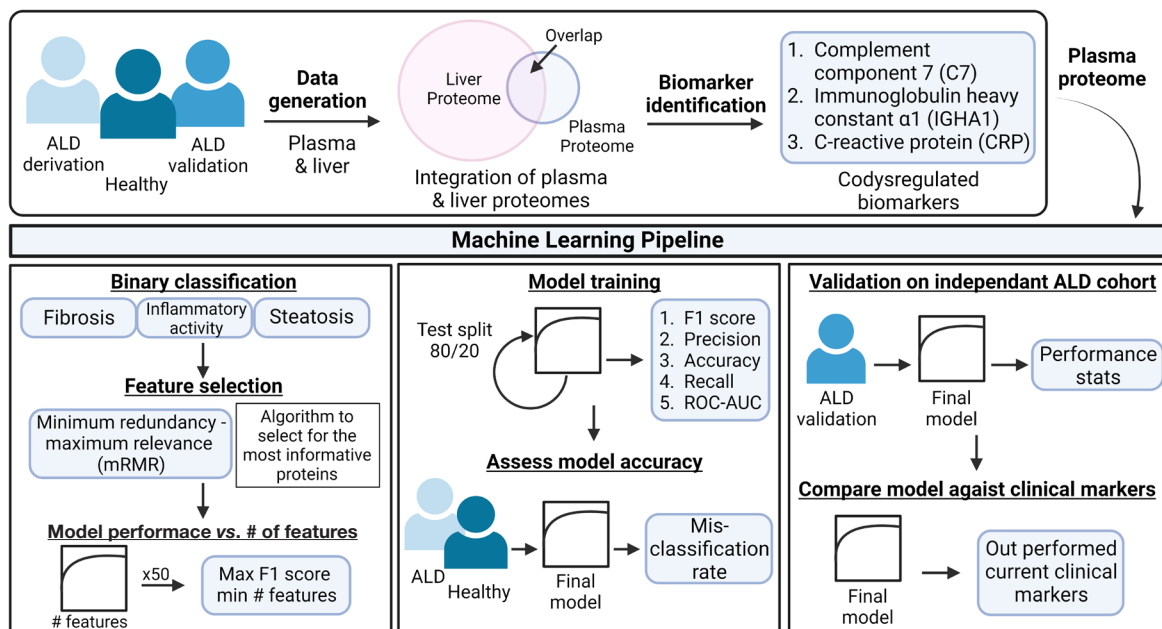 ALD
derivation
Healthy
ALD
validation
Data
generation
Plasma
& liver
Liver
Proteome
Overlap
Plasma
Proteome
Integration of plasma
& liver proteomes
Biomarker
identification
1. Complement
component 7 (C7)
2. Immunoglobulin heavy
constant α1 (IGHA1)
3. C-reactive protein (CRP)
Codysregulated
biomarkers
Plasma
proteome
Machine Learning Pipeline
Binary classification
Fibrosis
Inflammatory
activity
Steatosis
Feature selection
Minimum redundancy -
maximum relevance
(mRMR)
Algorithm to
select for the
most informative
proteins
Model performace vs. # of features
x50
# features
Max F1 score
min # features
Model training
Test split
80/20
1. F1 score
2. Precision
3. Accuracy
4. Recall
5. ROC-AUC
Assess model accuracy
ALD
Healthy
Final
model
Mis-
classification
rate
Validation on independant ALD cohort
ALD
validation
Final
model
Performance
stats
Compare model agaist clinical markers
Final
model
Out performed
current clinical
markers